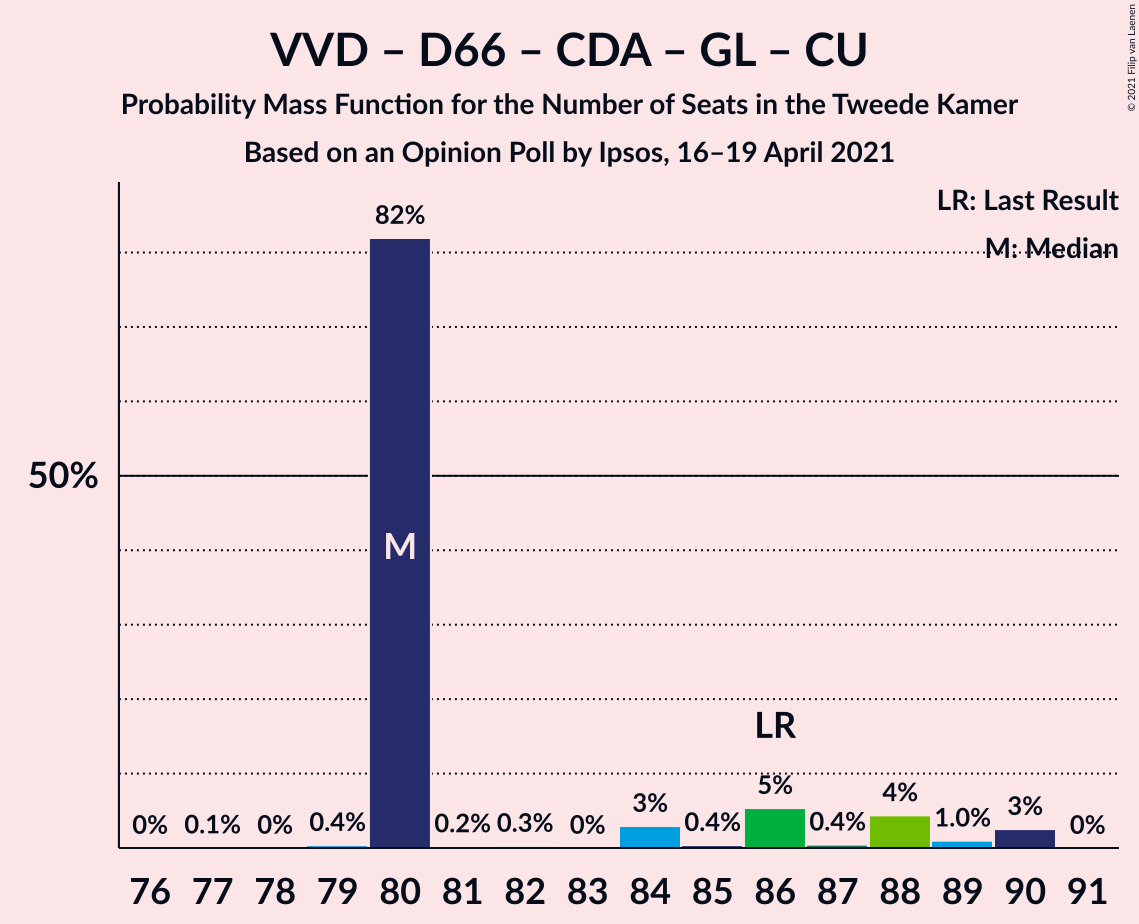 VVD – D66 – CDA – GL – CU
Probability Mass Function for the Number of Seats in the Tweede Kamer
Based on an Opinion Poll by Ipsos, 16–19 April 2021
© 2021 Filip van Laenen
LR: Last Result
M: Median
82%
50%
M
LR
0% 0.1% 0% 0.4% 0.2% 0.3% 0% 3% 0.4% 5% 0.4% 4% 1.0% 3% 0%
76 77 78 79 80 81 82 83 84 85 86 87 88 89 90 91